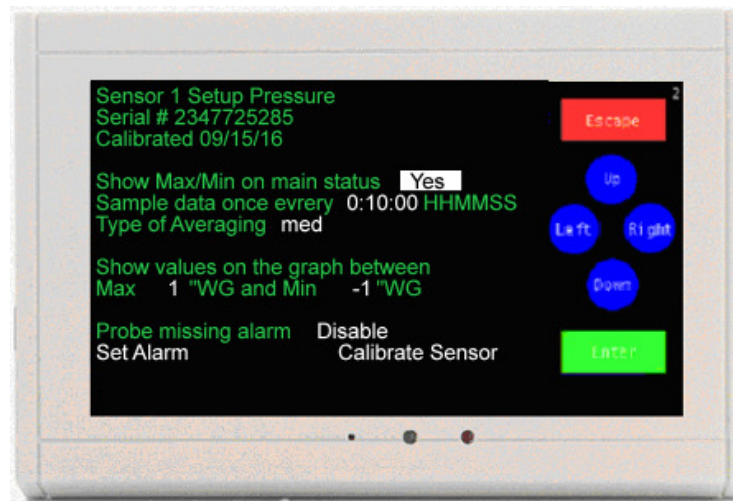 Sensor 1 Setup Pressure
Serial # 2347725285
Calibrated 09/15/16
Show Max/Min on main status Yes
Sample data once evrery 0:10:00 HHMMSS
Type of Averaging med
Show values on the graph between
Max 1 "WG and Min -1 "WG
Probe missing alarm Disable
Set Alarm Calibrate Sensor
2
Escape
Up
Left Right
Down
Enter